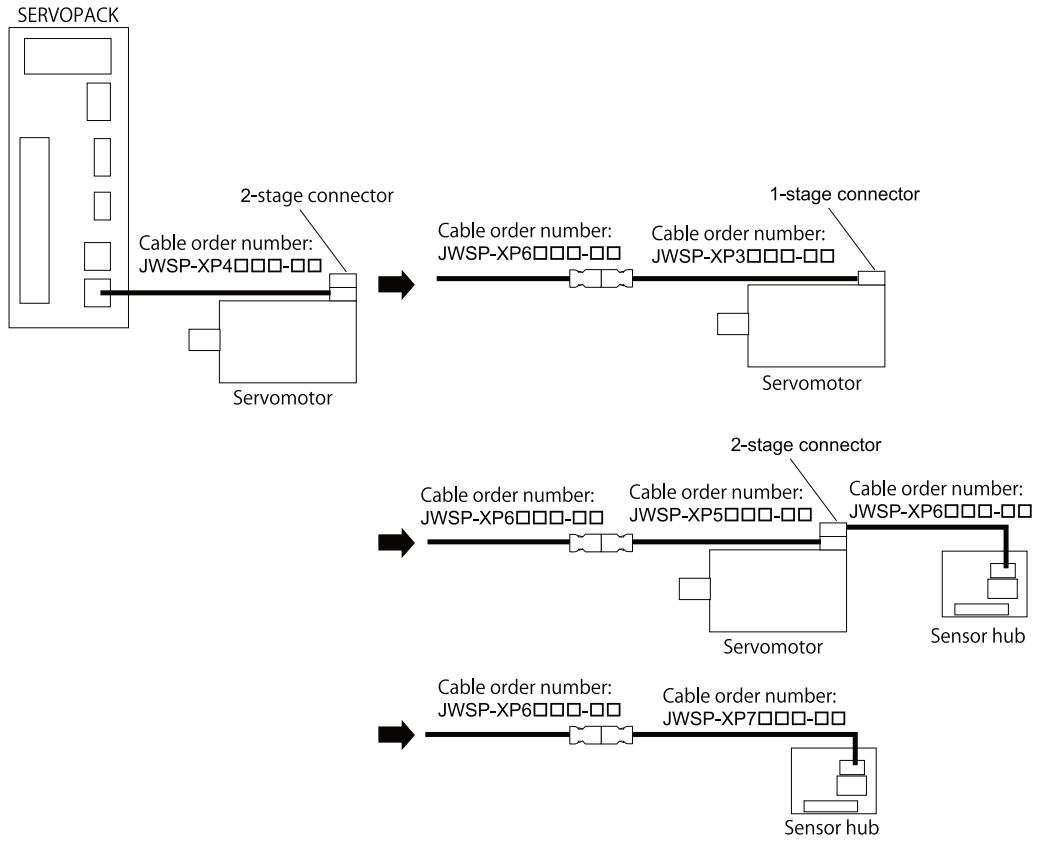 SERVOPACK
2-stage connector
Cable order number:
JWSP-XP4□□□-□□
Servomotor
1-stage connector
Cable order number:
JWSP-XP6□□□-□□
Cable order number:
JWSP-XP3□□□-□□
Servomotor
2-stage connector
Cable order number:
JWSP-XP6□□□-□□
Cable order number:
JWSP-XP5□□□-□□
Cable order number:
JWSP-XP6□□□-□□
Servomotor
Sensor hub
Cable order number:
JWSP-XP6□□□-□□
Cable order number:
JWSP-XP7□□□-□□
Sensor hub